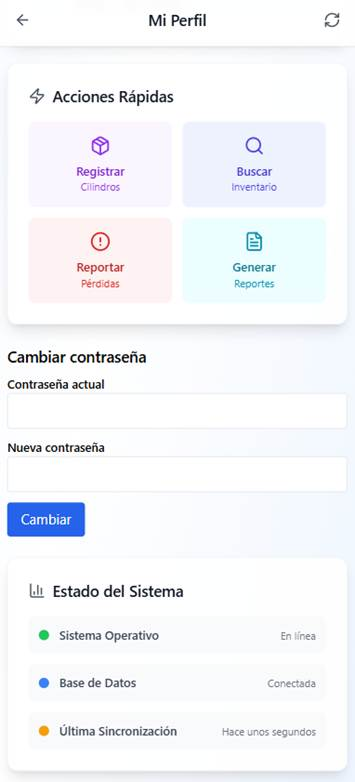 Mi Perfil
Acciones Rápidas
Registrar
Cilindros
Buscar
Inventario
Reportar
Pérdidas
Generar
Reportes
Cambiar contraseña
Contraseña actual
Nueva contraseña
Cambiar
Estado del Sistema
Sistema Operativo
En línea
Base de Datos
Conectada
Última Sincronización
Hace unos segundos